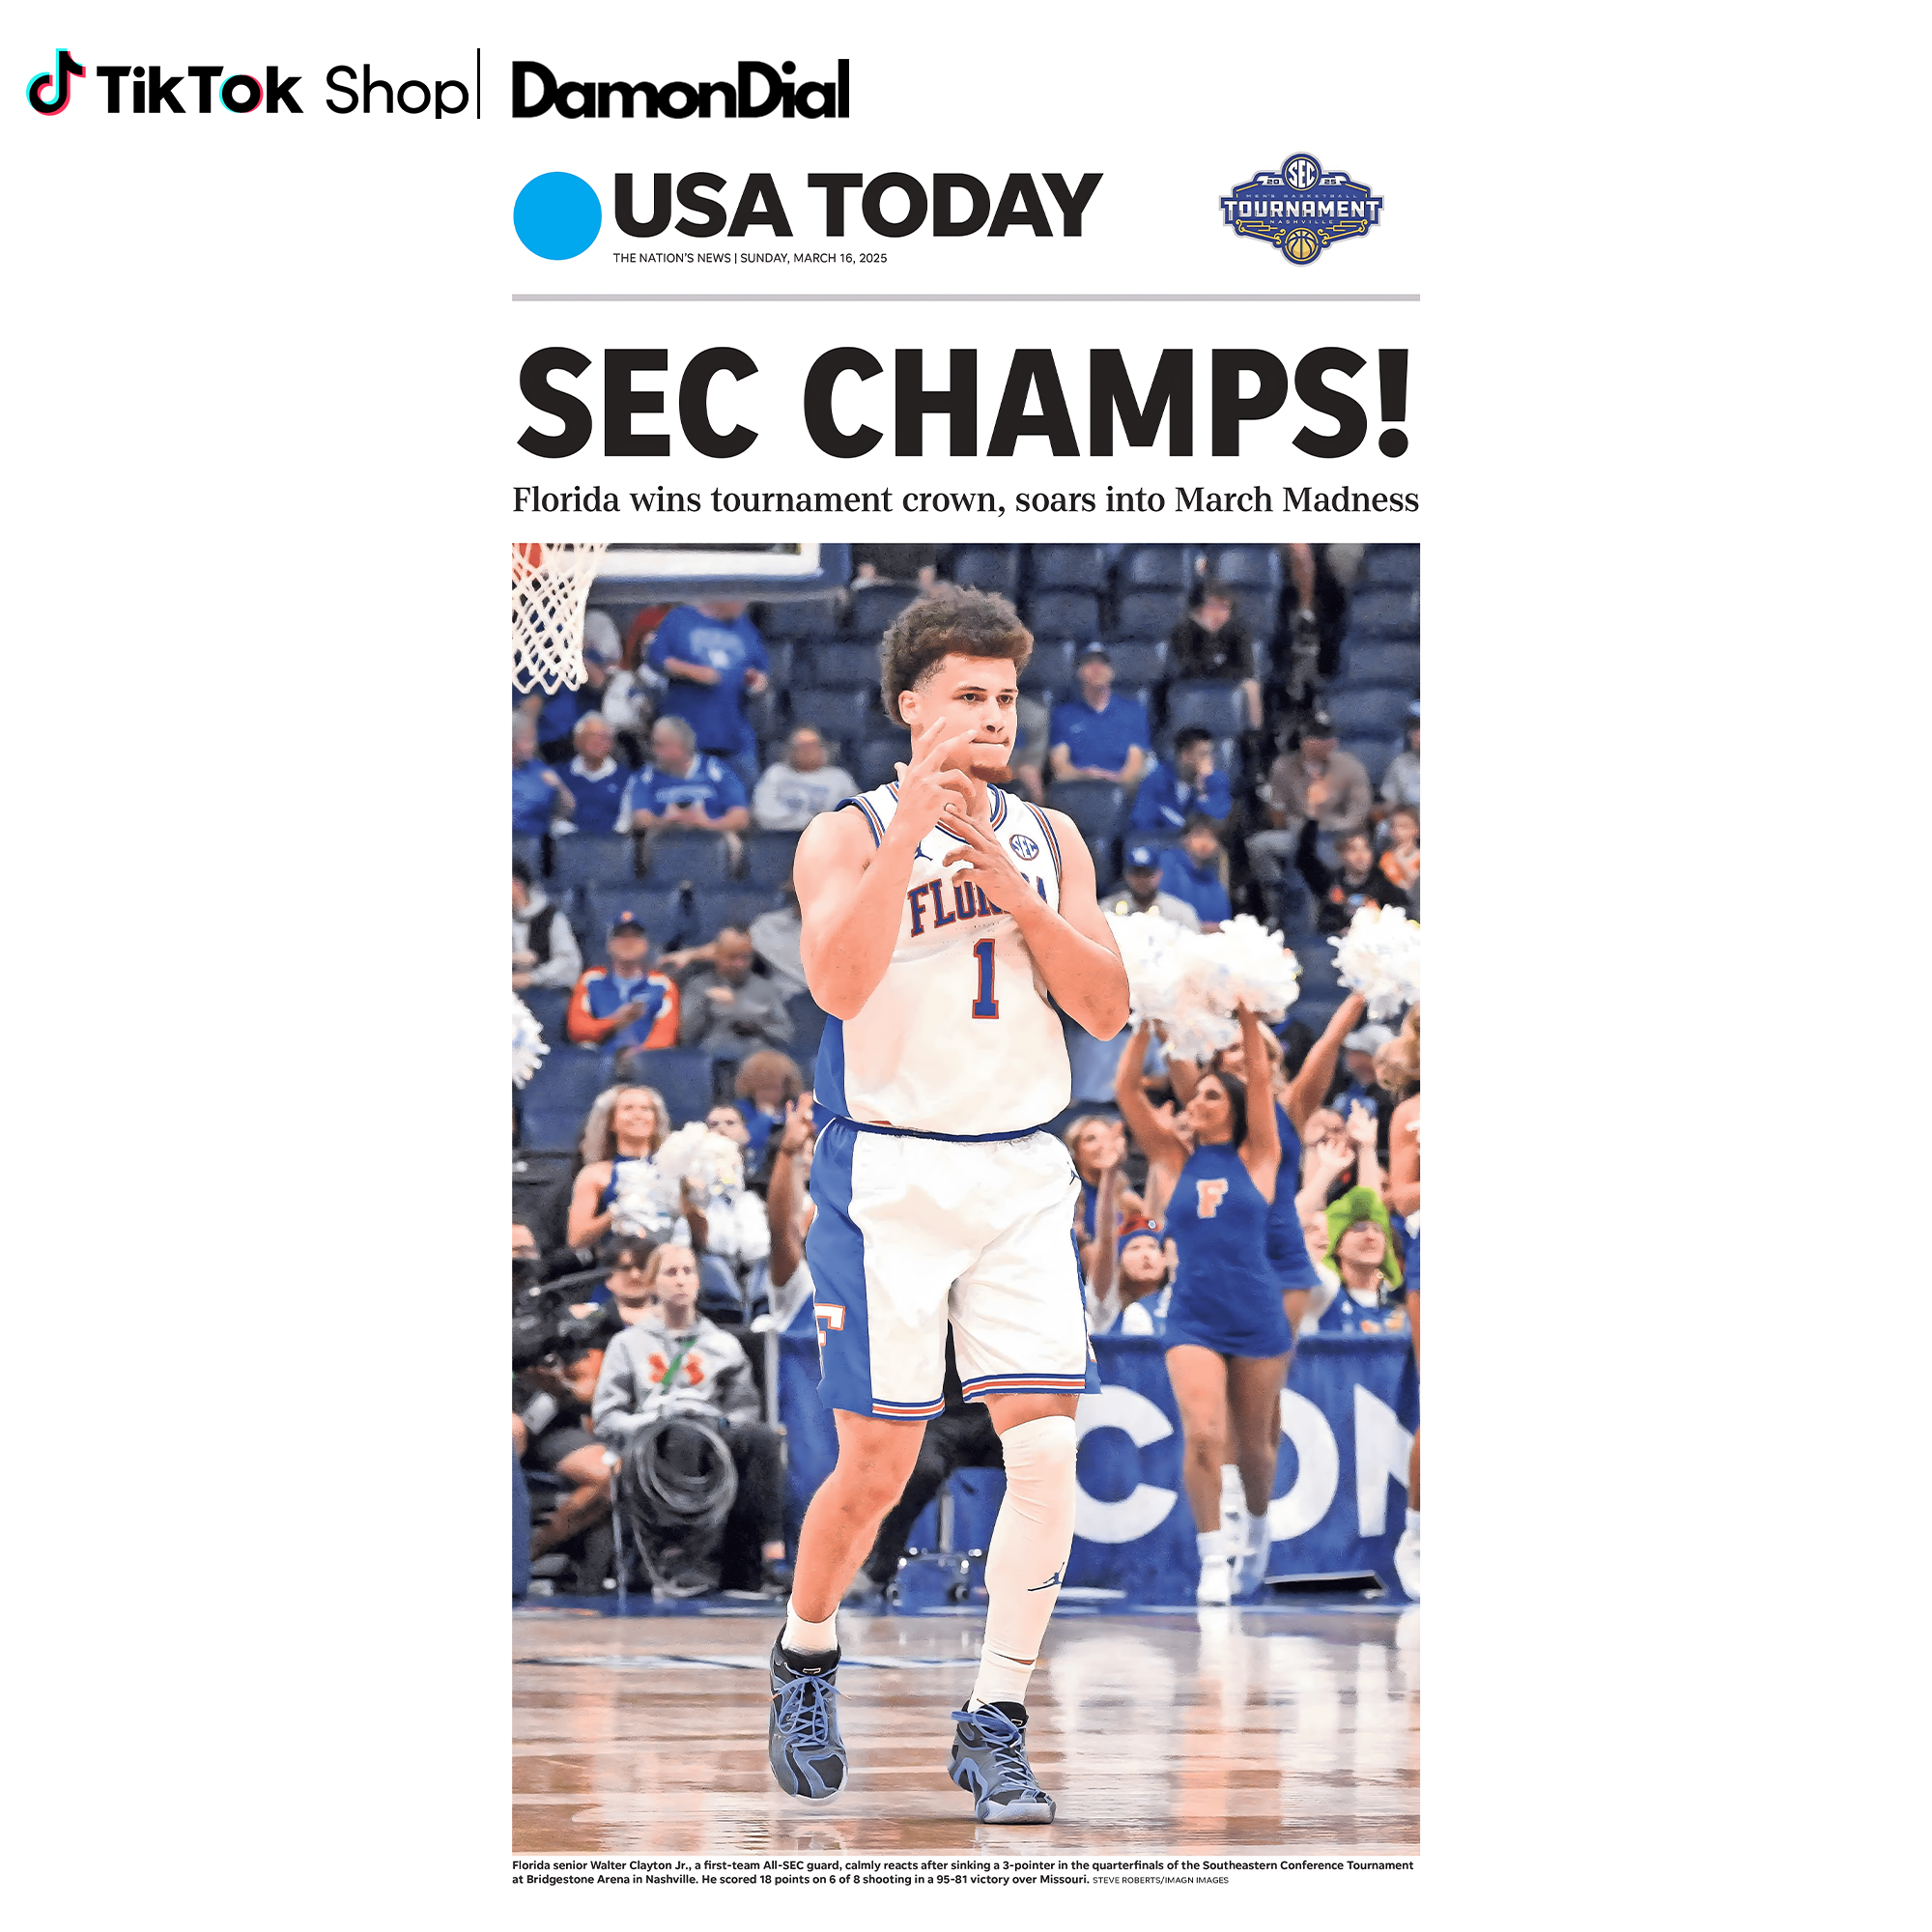 TikTok Shop | DamonDial
USA TODAY
THE NATION'S NEWS | SUNDAY, MARCH 16, 2025
20 SEC 25
MEN'S BASKETBALL
TOURNAMENT
NASHVILLE
SEC CHAMPS!
Florida wins tournament crown, soars into March Madness
SEC
FLO
1
F
F
CON
Florida senior Walter Clayton Jr., a first-team All-SEC guard, calmly reacts after sinking a 3-pointer in the quarterfinals of the Southeastern Conference Tournament
at Bridgestone Arena in Nashville. He scored 18 points on 6 of 8 shooting in a 95-81 victory over Missouri. STEVE ROBERTS/IMAGN IMAGES